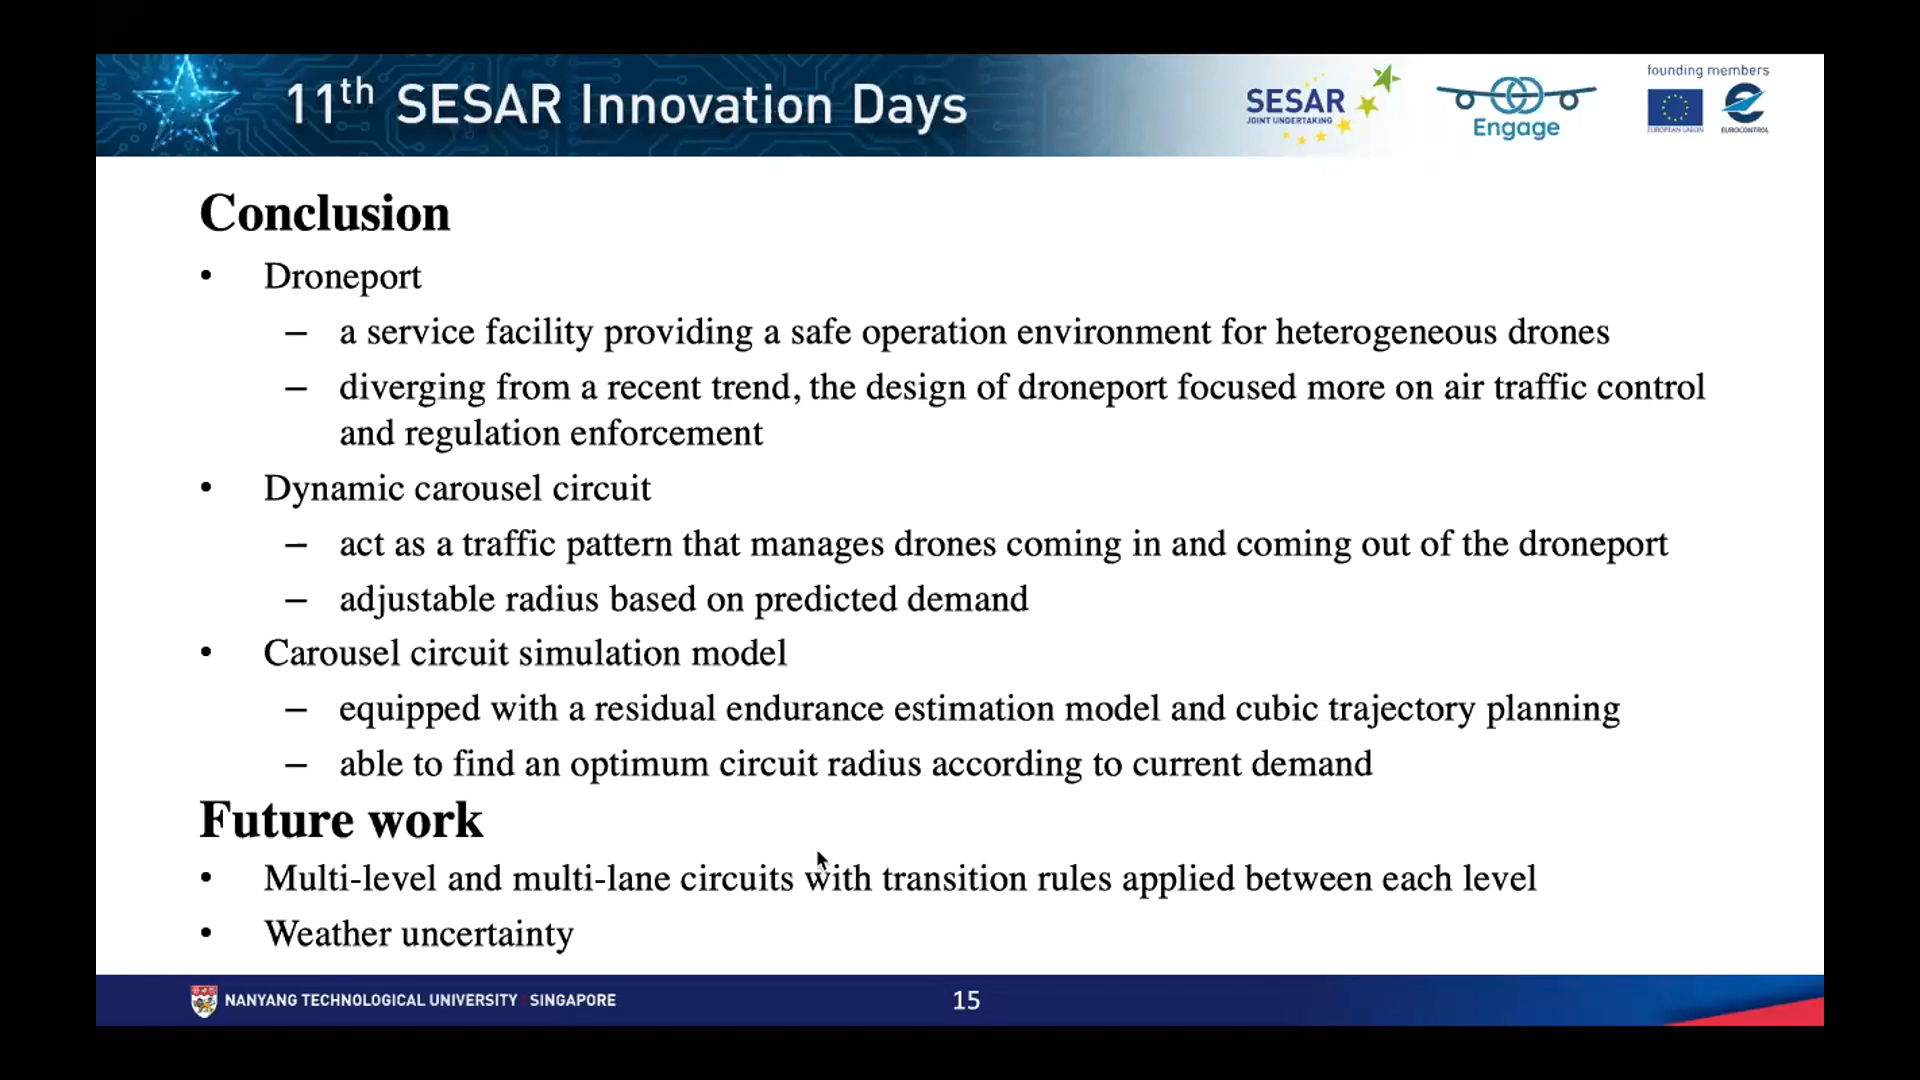 11th SESAR Innovation Days
SESAR
JOINT UNDERTAKING
Engage
founding members
EUROPEAN UNION
EUROCONTROL
Conclusion
• Droneport
– a service facility providing a safe operation environment for heterogeneous drones
– diverging from a recent trend, the design of droneport focused more on air traffic control
and regulation enforcement
• Dynamic carousel circuit
– act as a traffic pattern that manages drones coming in and coming out of the droneport
– adjustable radius based on predicted demand
• Carousel circuit simulation model
– equipped with a residual endurance estimation model and cubic trajectory planning
– able to find an optimum circuit radius according to current demand
Future work
• Multi-level and multi-lane circuits with transition rules applied between each level
• Weather uncertainty
NANYANG TECHNOLOGICAL UNIVERSITY | SINGAPORE
15